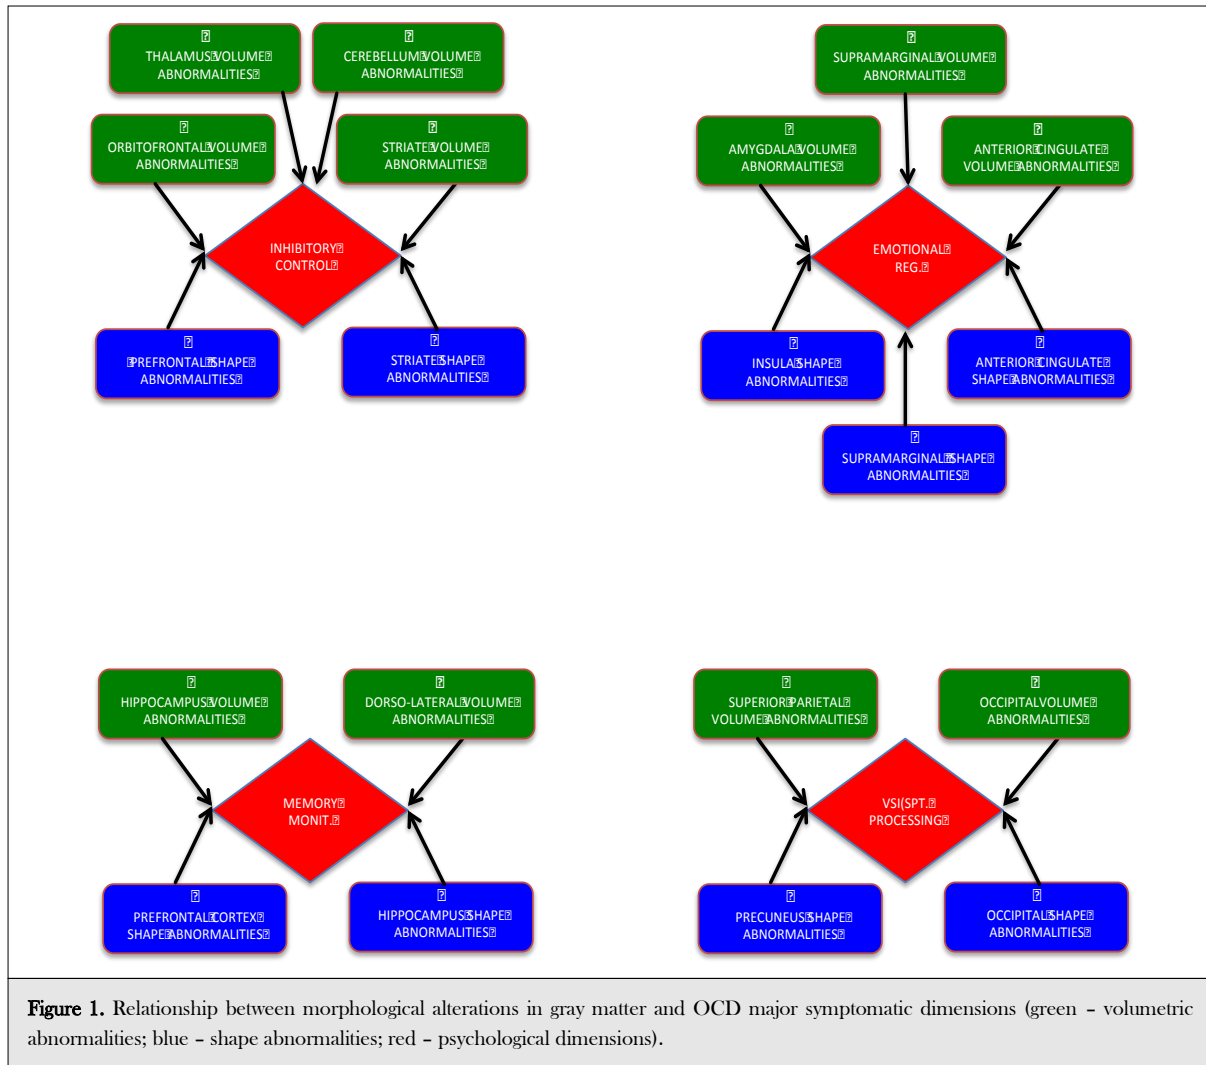 THALAMUS VOLUME
ABNORMALITIES
CEREBELLUM VOLUME
ABNORMALITIES
ORBITOFRONTAL VOLUME
ABNORMALITIES
STRIATE VOLUME
ABNORMALITIES
INHIBITORY
CONTROL
PREFRONTAL SHAPE
ABNORMALITIES
STRIATE SHAPE
ABNORMALITIES
SUPRAMARGINAL VOLUME
ABNORMALITIES
AMYGDALA VOLUME
ABNORMALITIES
ANTERIOR CINGULATE
VOLUME ABNORMALITIES
EMOTIONAL
REG.
INSULA SHAPE
ABNORMALITIES
ANTERIOR CINGULATE
SHAPE ABNORMALITIES
SUPRAMARGINAL SHAPE
ABNORMALITIES
HIPPOCAMPUS VOLUME
ABNORMALITIES
DORSO-LATERAL VOLUME
ABNORMALITIES
MEMORY
MONIT.
PREFRONTAL CORTEX
SHAPE ABNORMALITIES
HIPPOCAMPUS SHAPE
ABNORMALITIES
SUPERIOR PARIETAL
VOLUME ABNORMALITIES
OCCIPITALVOLUME
ABNORMALITIES
VSI(SPT.
PROCESSING
PRECUNEUS SHAPE
ABNORMALITIES
OCCIPITAL SHAPE
ABNORMALITIES
Figure 1. Relationship between morphological alterations in gray matter and OCD major symptomatic dimensions (green – volumetric
abnormalities; blue – shape abnormalities; red – psychological dimensions).